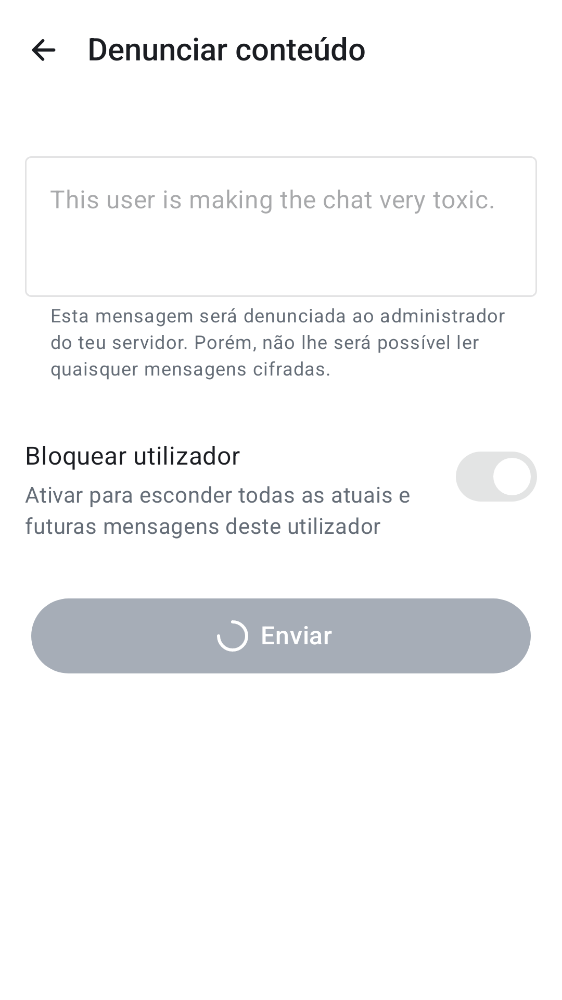 Denunciar conteúdo
This user is making the chat very toxic.
Esta mensagem será denunciada ao administrador
do teu servidor. Porém, não lhe será possível ler
quaisquer mensagens cifradas.
Bloquear utilizador
Ativar para esconder todas as atuais e
futuras mensagens deste utilizador
Enviar